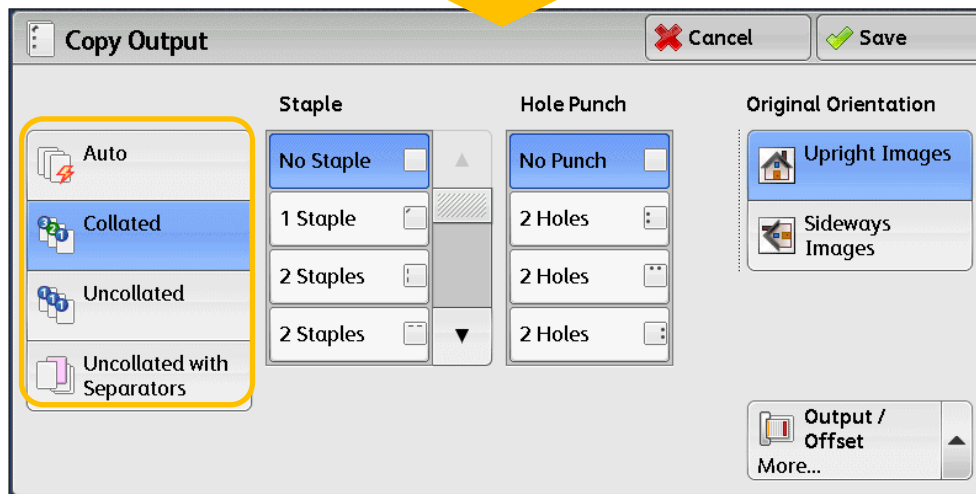 Copy Output
Cancel
Save
Auto
Collated
Uncollated
Uncollated with
Separators
Staple
No Staple
1 Staple
2 Staples
2 Staples
Hole Punch
No Punch
2 Holes
2 Holes
2 Holes
Original Orientation
Upright Images
Sideways
Images
Output /
Offset
More...